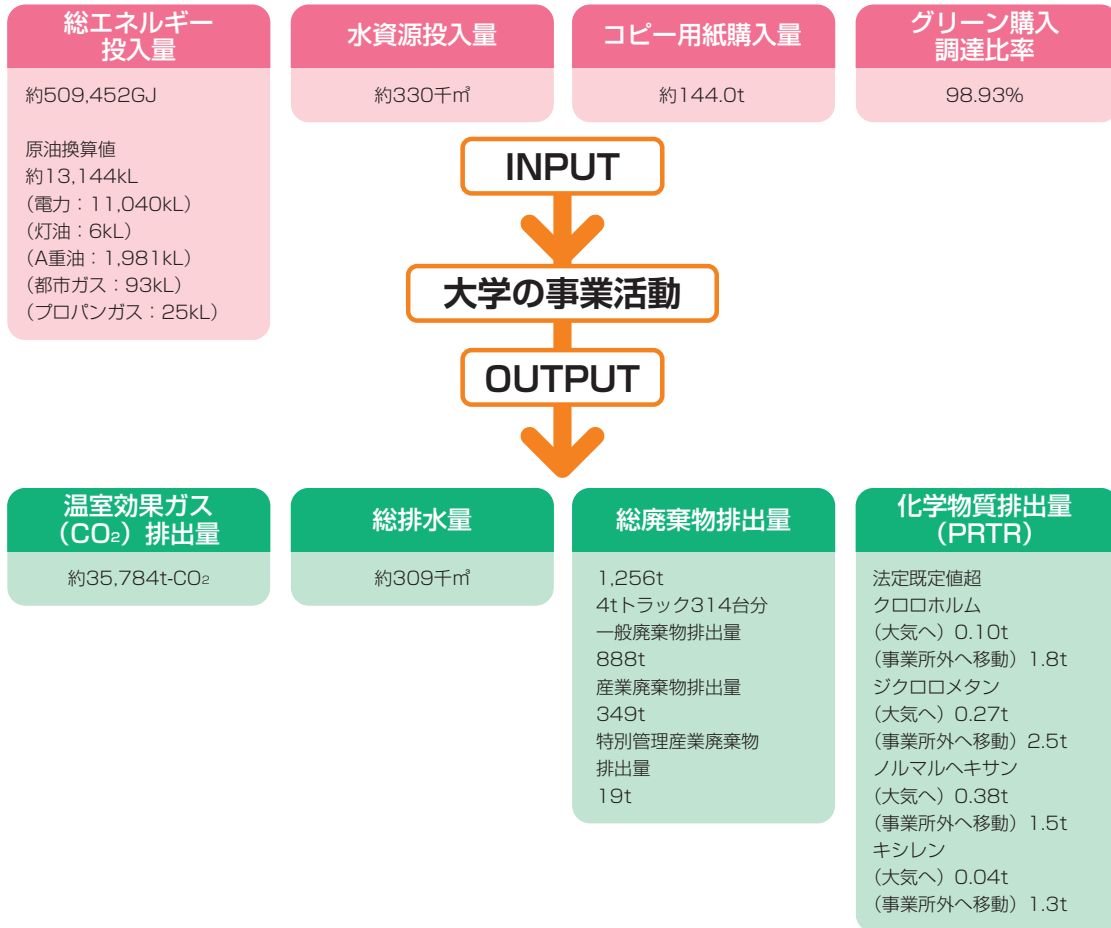 総エネルギー
投入量
約509,452GJ
原油換算値
約13,144kL
(電力：11,040kL)
(灯油：6kL)
(A重油：1,981kL)
(都市ガス：93kL)
(プロパンガス：25kL)
水資源投入量
約330千㎥
コピー用紙購入量
約144.0t
グリーン購入
調達比率
98.93%
INPUT
大学の事業活動
OUTPUT
温室効果ガス
（CO₂）排出量
約35,784t-CO₂
総排水量
約309千㎥
総廃棄物排出量
1,256t
4tトラック314台分
一般廃棄物排出量
888t
産業廃棄物排出量
349t
特別管理産業廃棄物
排出量
19t
化学物質排出量
(PRTR)
法定既定値超
クロロホルム
(大気へ) 0.10t
(事業所外へ移動) 1.8t
ジクロロメタン
(大気へ) 0.27t
(事業所外へ移動) 2.5t
ノルマルヘキサン
(大気へ) 0.38t
(事業所外へ移動) 1.5t
キシレン
(大気へ) 0.04t
(事業所外へ移動) 1.3t